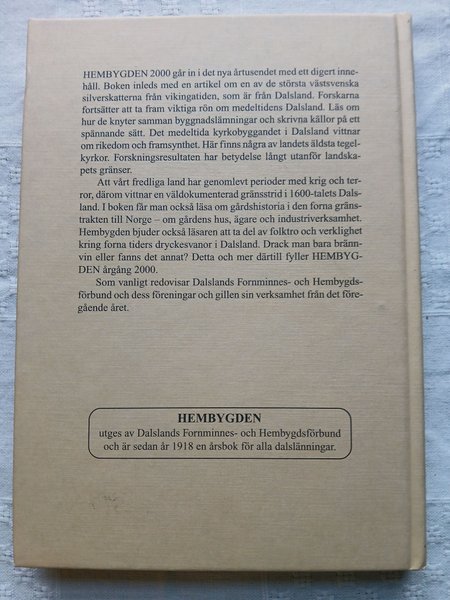 HEMBYGDEN 2000 går in i det nya årtusendet med ett digert inne-
håll. Boken inleds med en artikel om en av de största västsvenska
silverskatterna från vikingatiden, som är från Dalsland. Forskarna
fortsätter att ta fram viktiga rön om medeltidens Dalsland. Läs om
hur de knyter samman byggnadslämningar och skrivna källor på ett
spännande sätt. Det medeltida kyrkobyggandet i Dalsland vittnar
om rikedom och framsynthet. Här finns några av landets äldsta tegel-
kyrkor. Forskningsresultaten har betydelse långt utanför landska-
pets gränser.
Att vårt fredliga land har genomlevt perioder med krig och ter-
ror, därom vittnar en väldokumenterad gränsstrid i 1600-talets Dals-
land. I boken får man också läsa om gårdshistoria i den forna gräns-
trakten till Norge – om gårdens hus, ägare och industriverksamhet.
Hembygden bjuder också läsaren att ta del av folktro och verklighet
kring forna tiders dryckesvanor i Dalsland. Drack man bara bränn-
vin eller fanns det annat? Detta och mer därtill fyller HEMBYG-
DEN årgång 2000.
Som vanligt redovisar Dalslands Fornminnes- och Hembygds-
förbund och dess föreningar och gillen sin verksamhet från det före-
gående året.
HEMBYGDEN
utges av Dalslands Fornminnes- och Hembygdsförbund
och är sedan år 1918 en årsbok för alla dalslänningar.